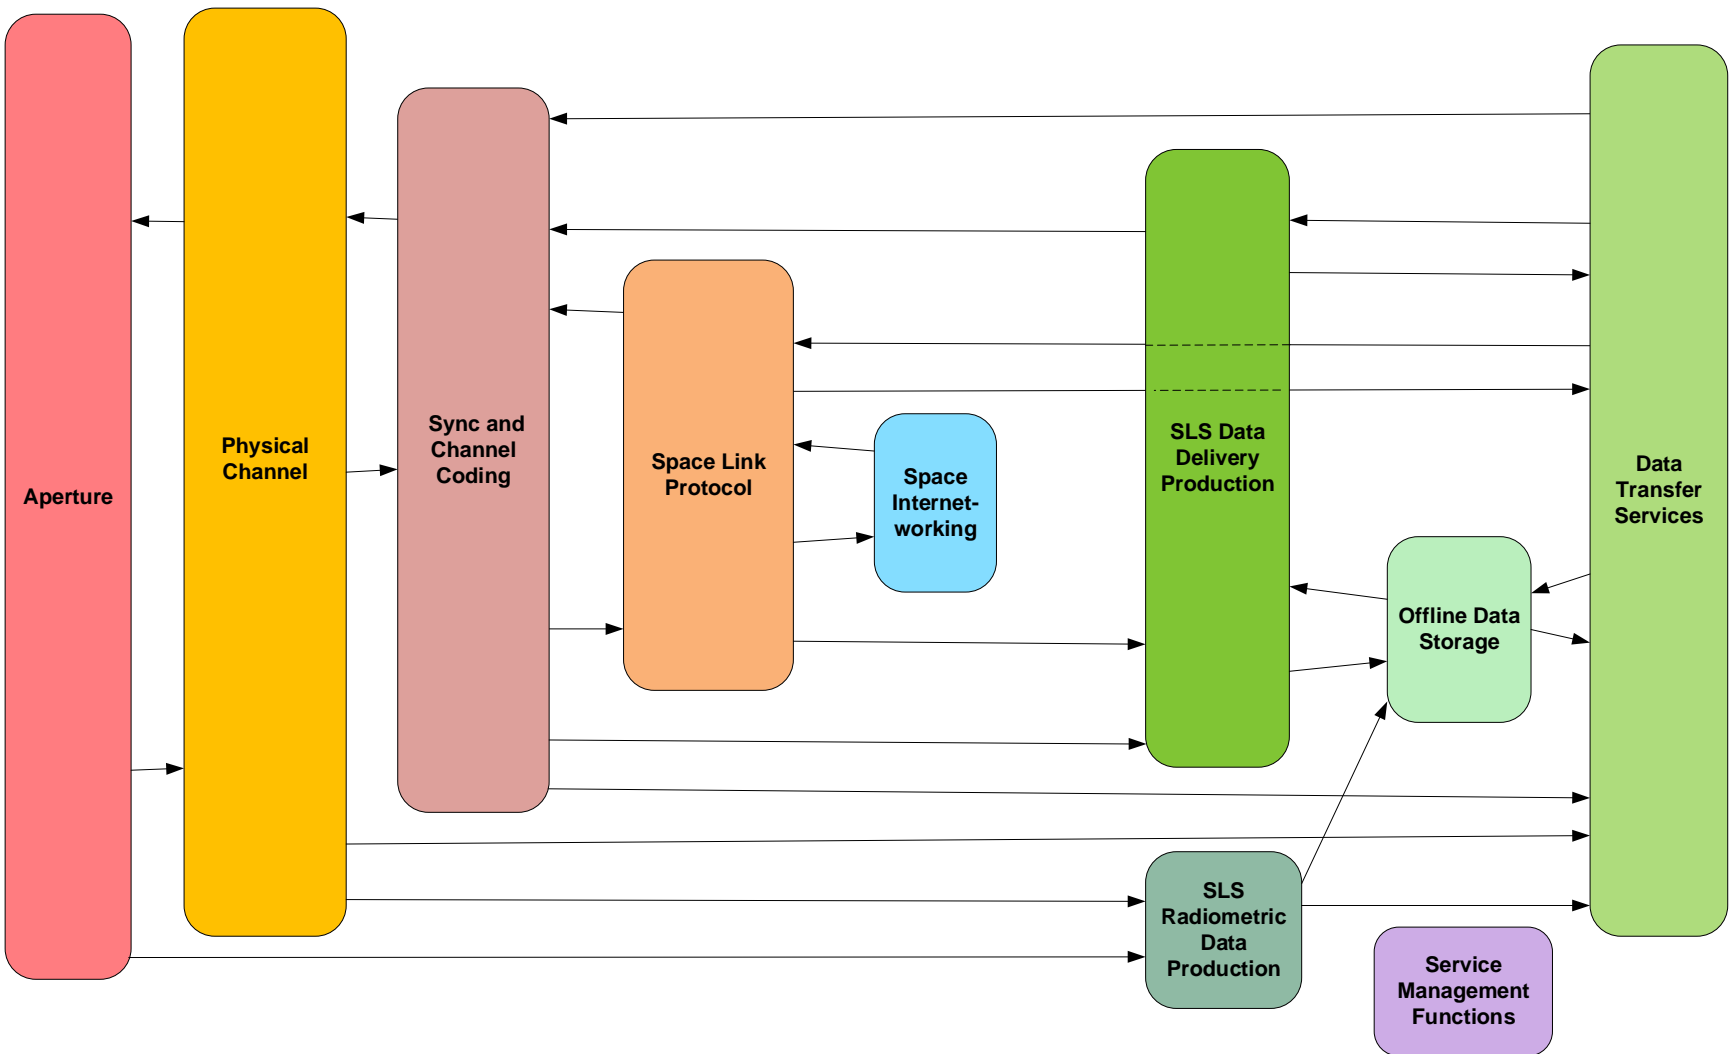 Aperture
Physical
Channel
Sync and
Channel
Coding
Space Link
Protocol
Space
Internet-
working
SLS Data
Delivery
Production
Offline Data
Storage
Data
Transfer
Services
SLS
Radiometric
Data
Production
Service
Management
Functions